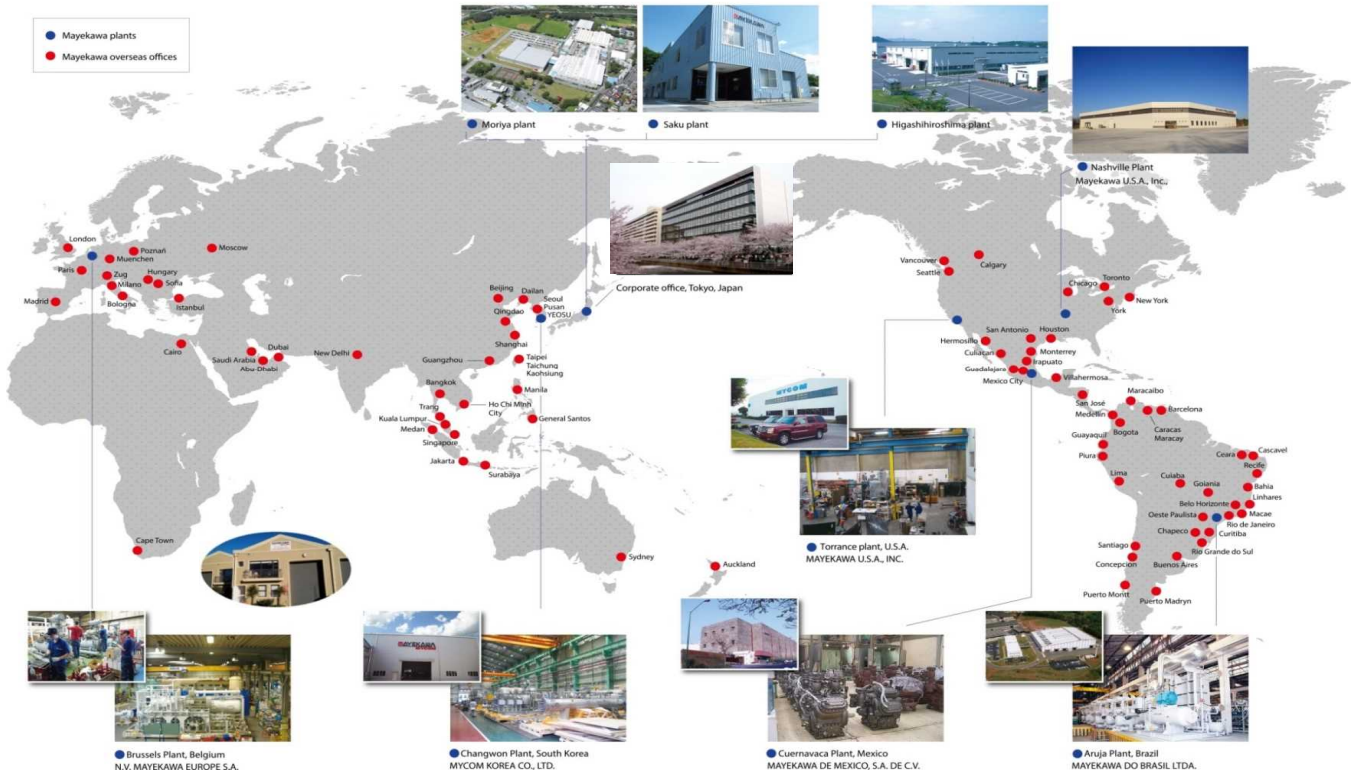 Mayekawa plants
Mayekawa overseas offices
Moriya plant
Saku plant
Higashihiroshima plant
Nashville Plant
Mayekawa U.S.A., Inc.,
Corporate office, Tokyo, Japan
London
Paris
Madrid
Poznań
Muenchen
Zug
Milano
Bologna
Hungary
Sofia
Istanbul
Moscow
Cairo
Saudi Arabia
Dubai
Abu-Dhabi
New Delhi
Beijing
Dailan
Seoul
Pusan
YEOSU
Qingdao
Shanghai
Guangzhou
Taipei
Taichung
Kaohsiung
Bangkok
Manila
Trang
Ho Chi Minh
City
General Santos
Kuala Lumpur
Medan
Singapore
Jakarta
Surabaya
Cape Town
Sydney
Auckland
Vancouver
Seattle
Calgary
Chicago
Toronto
New York
York
San Antonio
Houston
Hermosillo
Monterrey
Culiacan
Irapuato
Guadalajara
Mexico City
Villahermosa
San José
Maracaibo
Barcelona
Medellin
Bogota
Caracas
Maracay
Guayaquil
Piura
Lima
Ceara
Cascavel
Recife
Cuiaba
Goiania
Bahia
Belo Horizonte
Linhares
Oeste Paulista
Macae
Rio de Janeiro
Chapeco
Curitiba
Rio Grande do Sul
Santiago
Concepcion
Buenos Aires
Puerto Montt
Puerto Madryn
MYCOM
Torrance plant, U.S.A.
MAYEKAWA U.S.A., INC.
MAYEKAWA
Brussels Plant, Belgium
N.V. MAYEKAWA EUROPE S.A.
Changwon Plant, South Korea
MYCOM KOREA CO., LTD.
Cuernavaca Plant, Mexico
MAYEKAWA DE MEXICO, S.A. DE C.V.
Aruja Plant, Brazil
MAYEKAWA DO BRASIL LTDA.